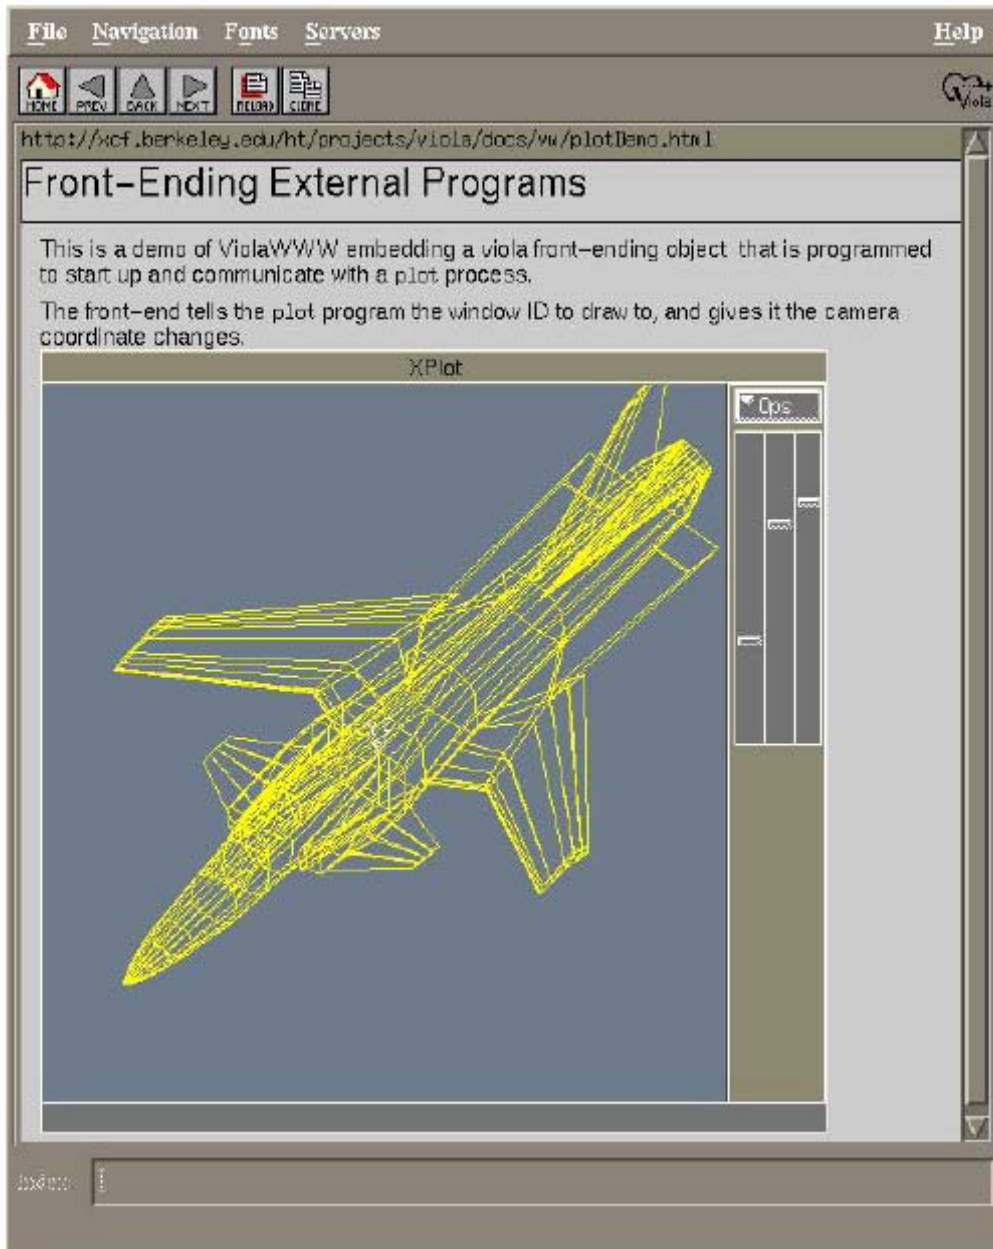 File Navigation Fonts Servers Help
HOME PREV BACK NEXT RELOAD CLONE
Viola
http://xcf.berkeley.edu/ht/projects/viola/docs/vw/plotDemo.html
Front-Ending External Programs
This is a demo of ViolaWWW embedding a viola front-ending object that is programmed
to start up and communicate with a plot process.
The front-end tells the plot program the window ID to draw to, and gives it the camera
coordinate changes.
XPlot
Ops